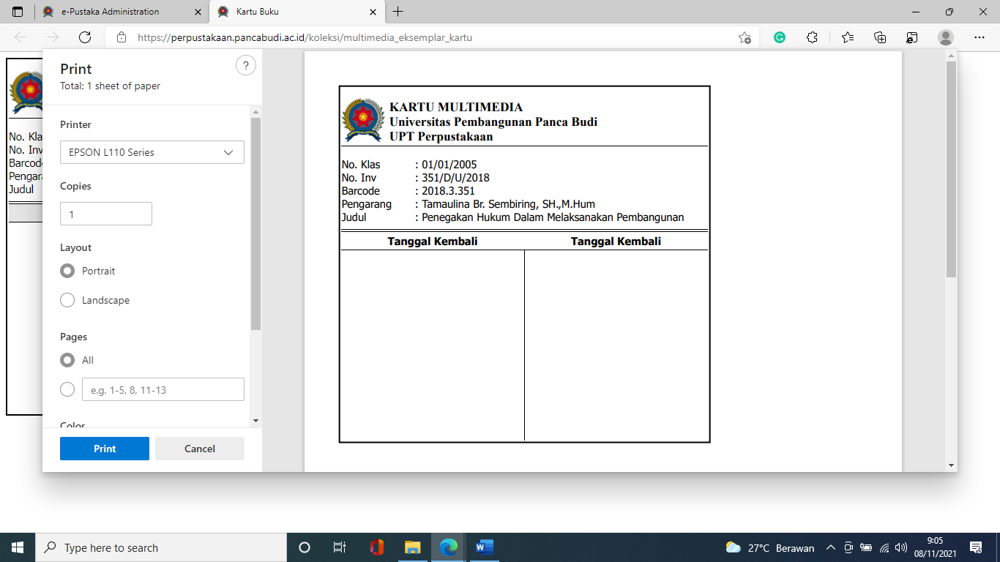 e-Pustaka Administration
Kartu Buku
https://perpustakaan.pancabudi.ac.id/koleksi/multimedia_eksemplar_kartu
Print
?
Total: 1 sheet of paper
Printer
EPSON L110 Series
Copies
1
Layout
Portrait
Landscape
Pages
All
e.g. 1-5, 8, 11-13
Color
Print Cancel
No. Kla
No. Inv
Barcod
Pengar
Judul
KARTU MULTIMEDIA
Universitas Pembangunan Panca Budi
UPT Perpustakaan
No. Klas : 01/01/2005
No. Inv : 351/D/U/2018
Barcode : 2018.3.351
Pengarang : Tamaulina Br. Sembiring, SH.,M.Hum
Judul : Penegakan Hukum Dalam Melaksanakan Pembangunan
Tanggal Kembali Tanggal Kembali
Type here to search
27°C Berawan
9:05
08/11/2021